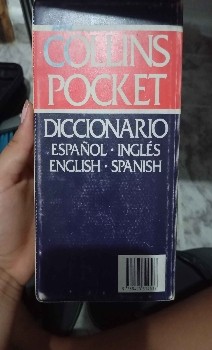 COLLINS
POCKET
DICCIONARIO
ESPAÑOL · INGLÉS
ENGLISH · SPANISH